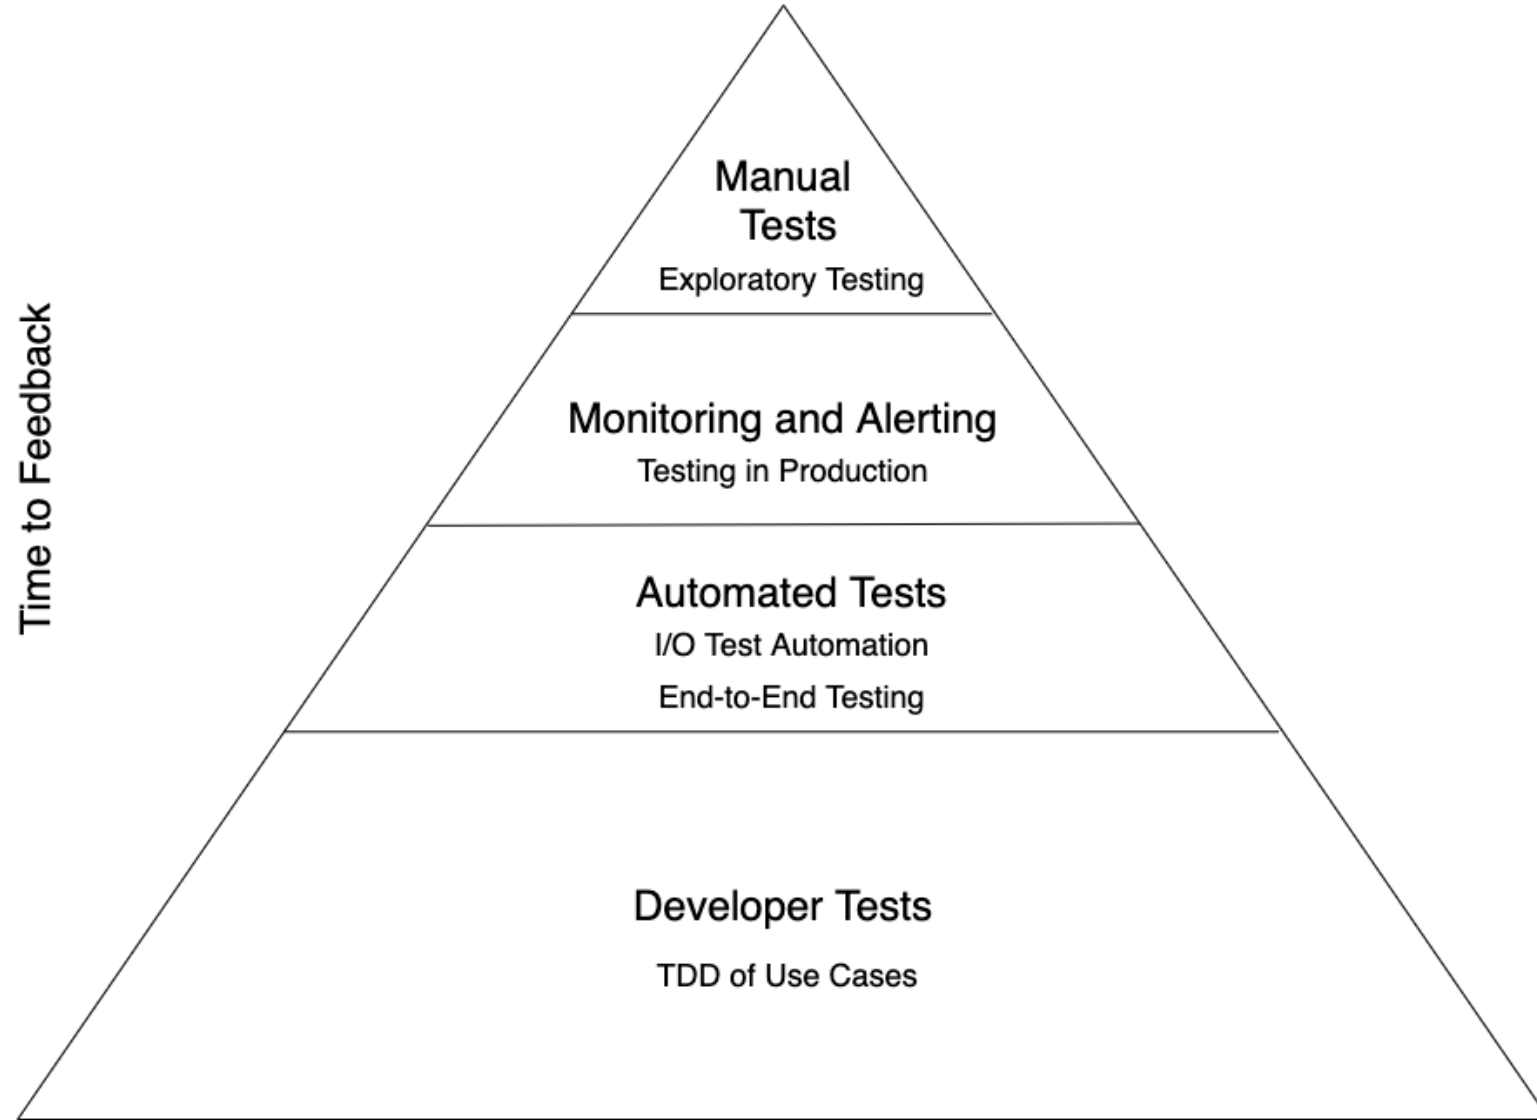 Manual
Tests
Exploratory Testing
Time to Feedback
Monitoring and Alerting
Testing in Production
Automated Tests
I/O Test Automation
End-to-End Testing
Developer Tests
TDD of Use Cases